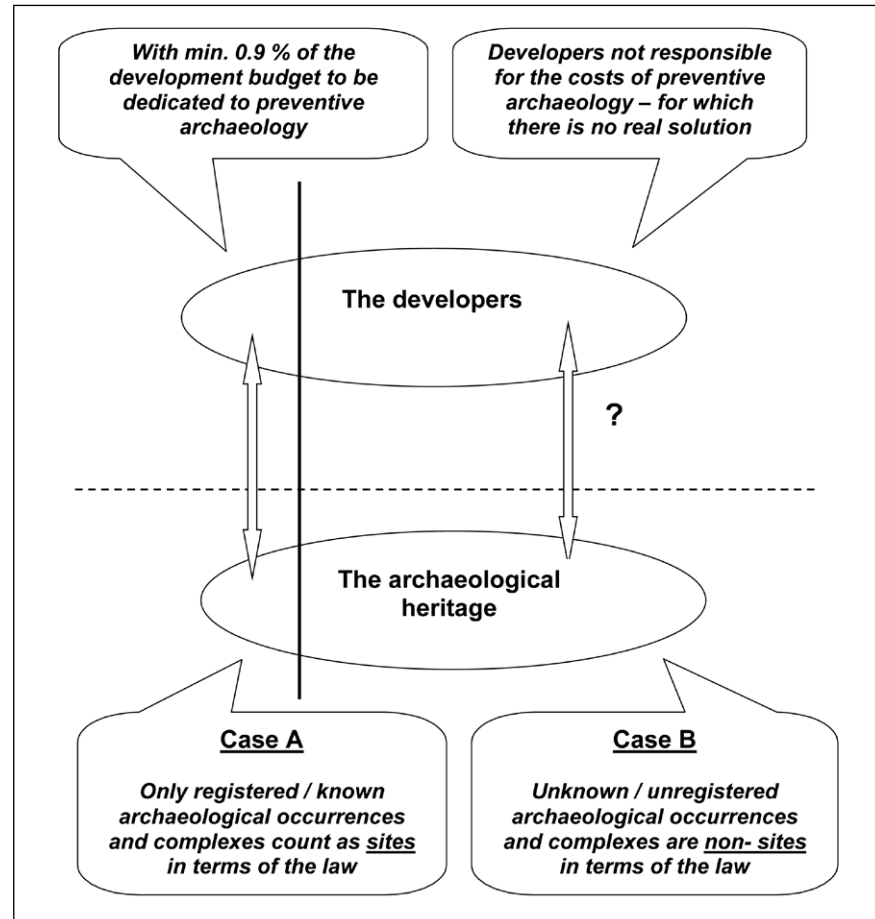 With min. 0.9 % of the
development budget to be
dedicated to preventive
archaeology
Developers not responsible
for the costs of preventive
archaeology – for which
there is no real solution
The developers
?
The archaeological
heritage
Case A
Only registered / known
archaeological occurrences
and complexes count as sites
in terms of the law
Case B
Unknown / unregistered
archaeological occurrences
and complexes are non- sites
in terms of the law